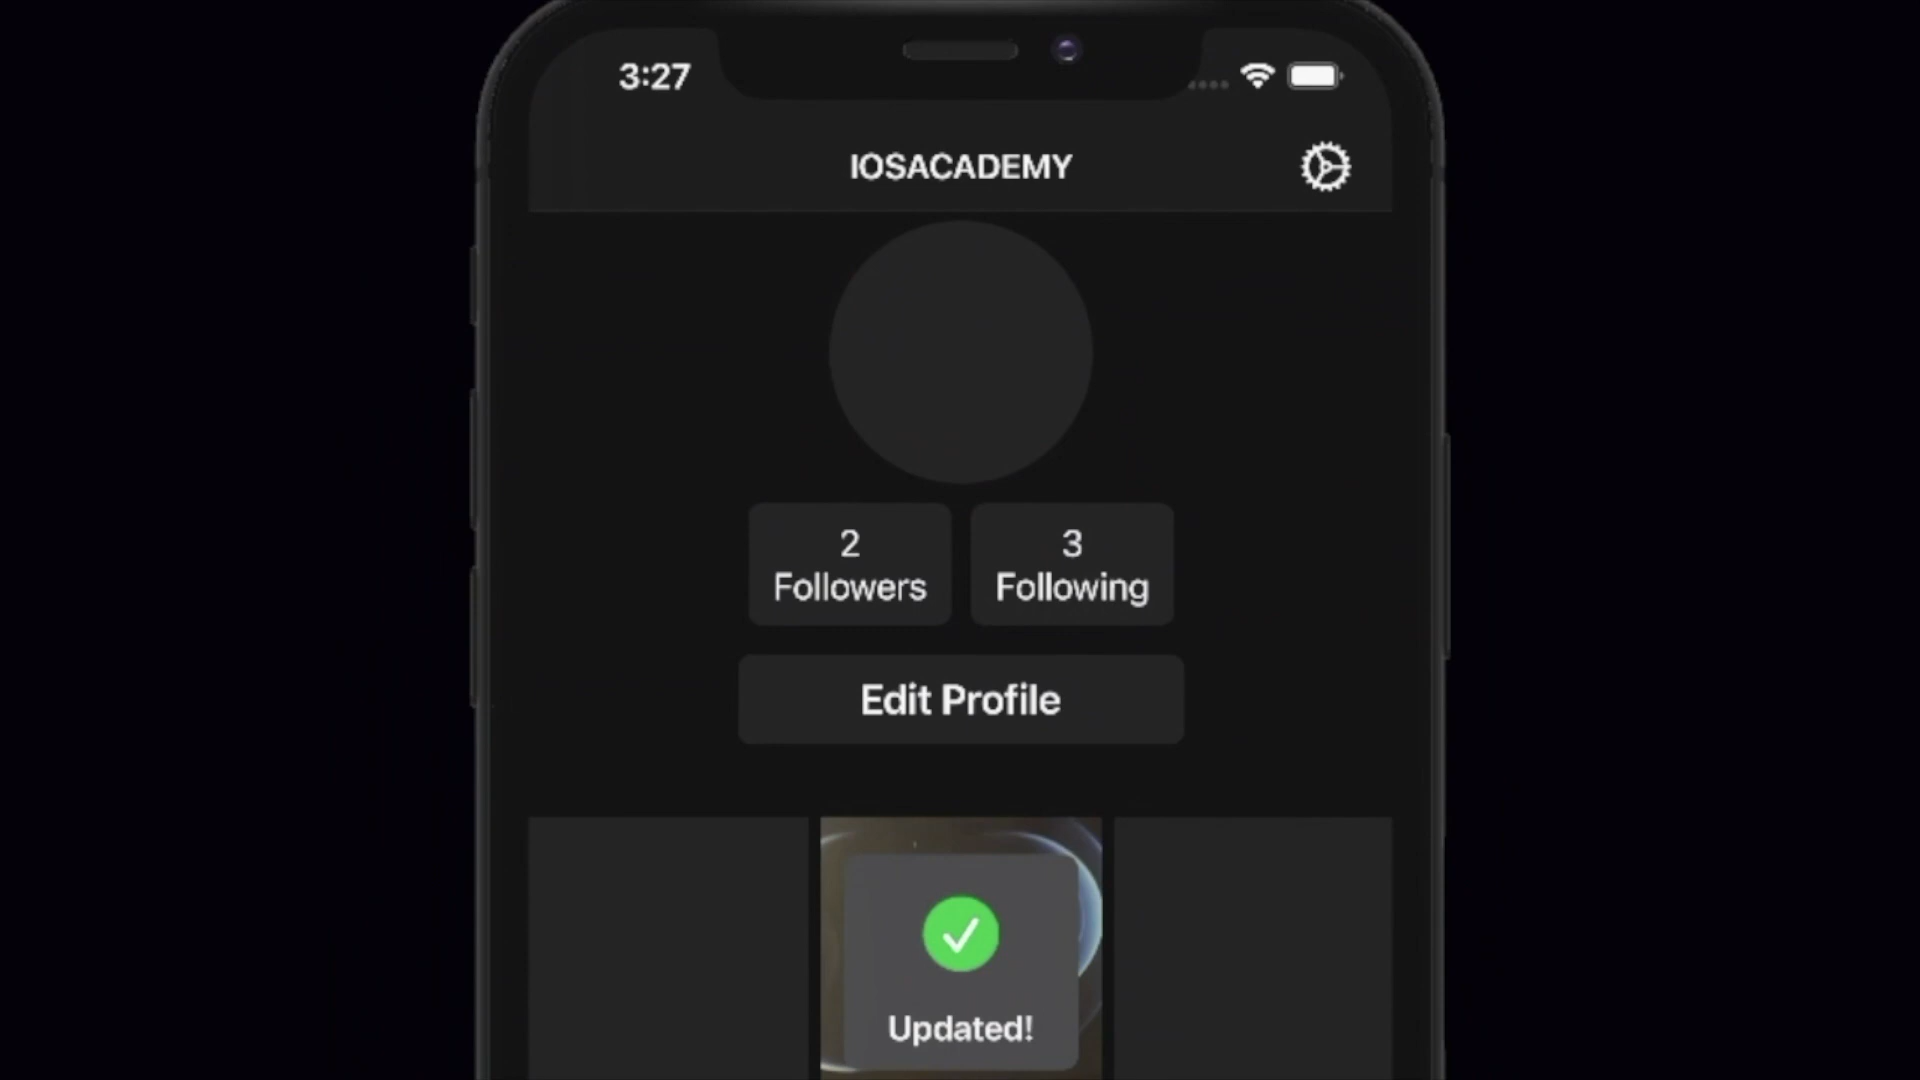 3:27
IOSACADEMY
2
Followers
3
Following
Edit Profile
Updated!